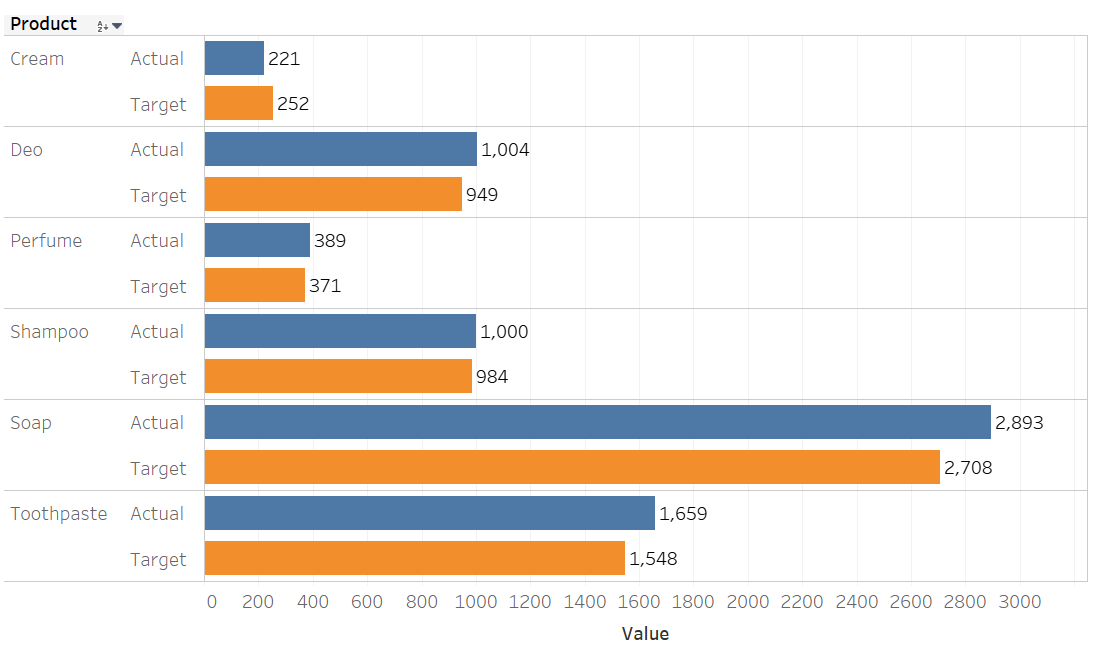 Product
Cream Actual 221
Target 252
Deo Actual 1,004
Target 949
Perfume Actual 389
Target 371
Shampoo Actual 1,000
Target 984
Soap Actual 2,893
Target 2,708
Toothpaste Actual 1,659
Target 1,548
0 200 400 600 800 1000 1200 1400 1600 1800 2000 2200 2400 2600 2800 3000
Value